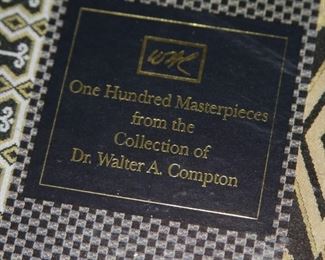 One Hundred Masterpieces
from the
Collection of
Dr. Walter A. Compton